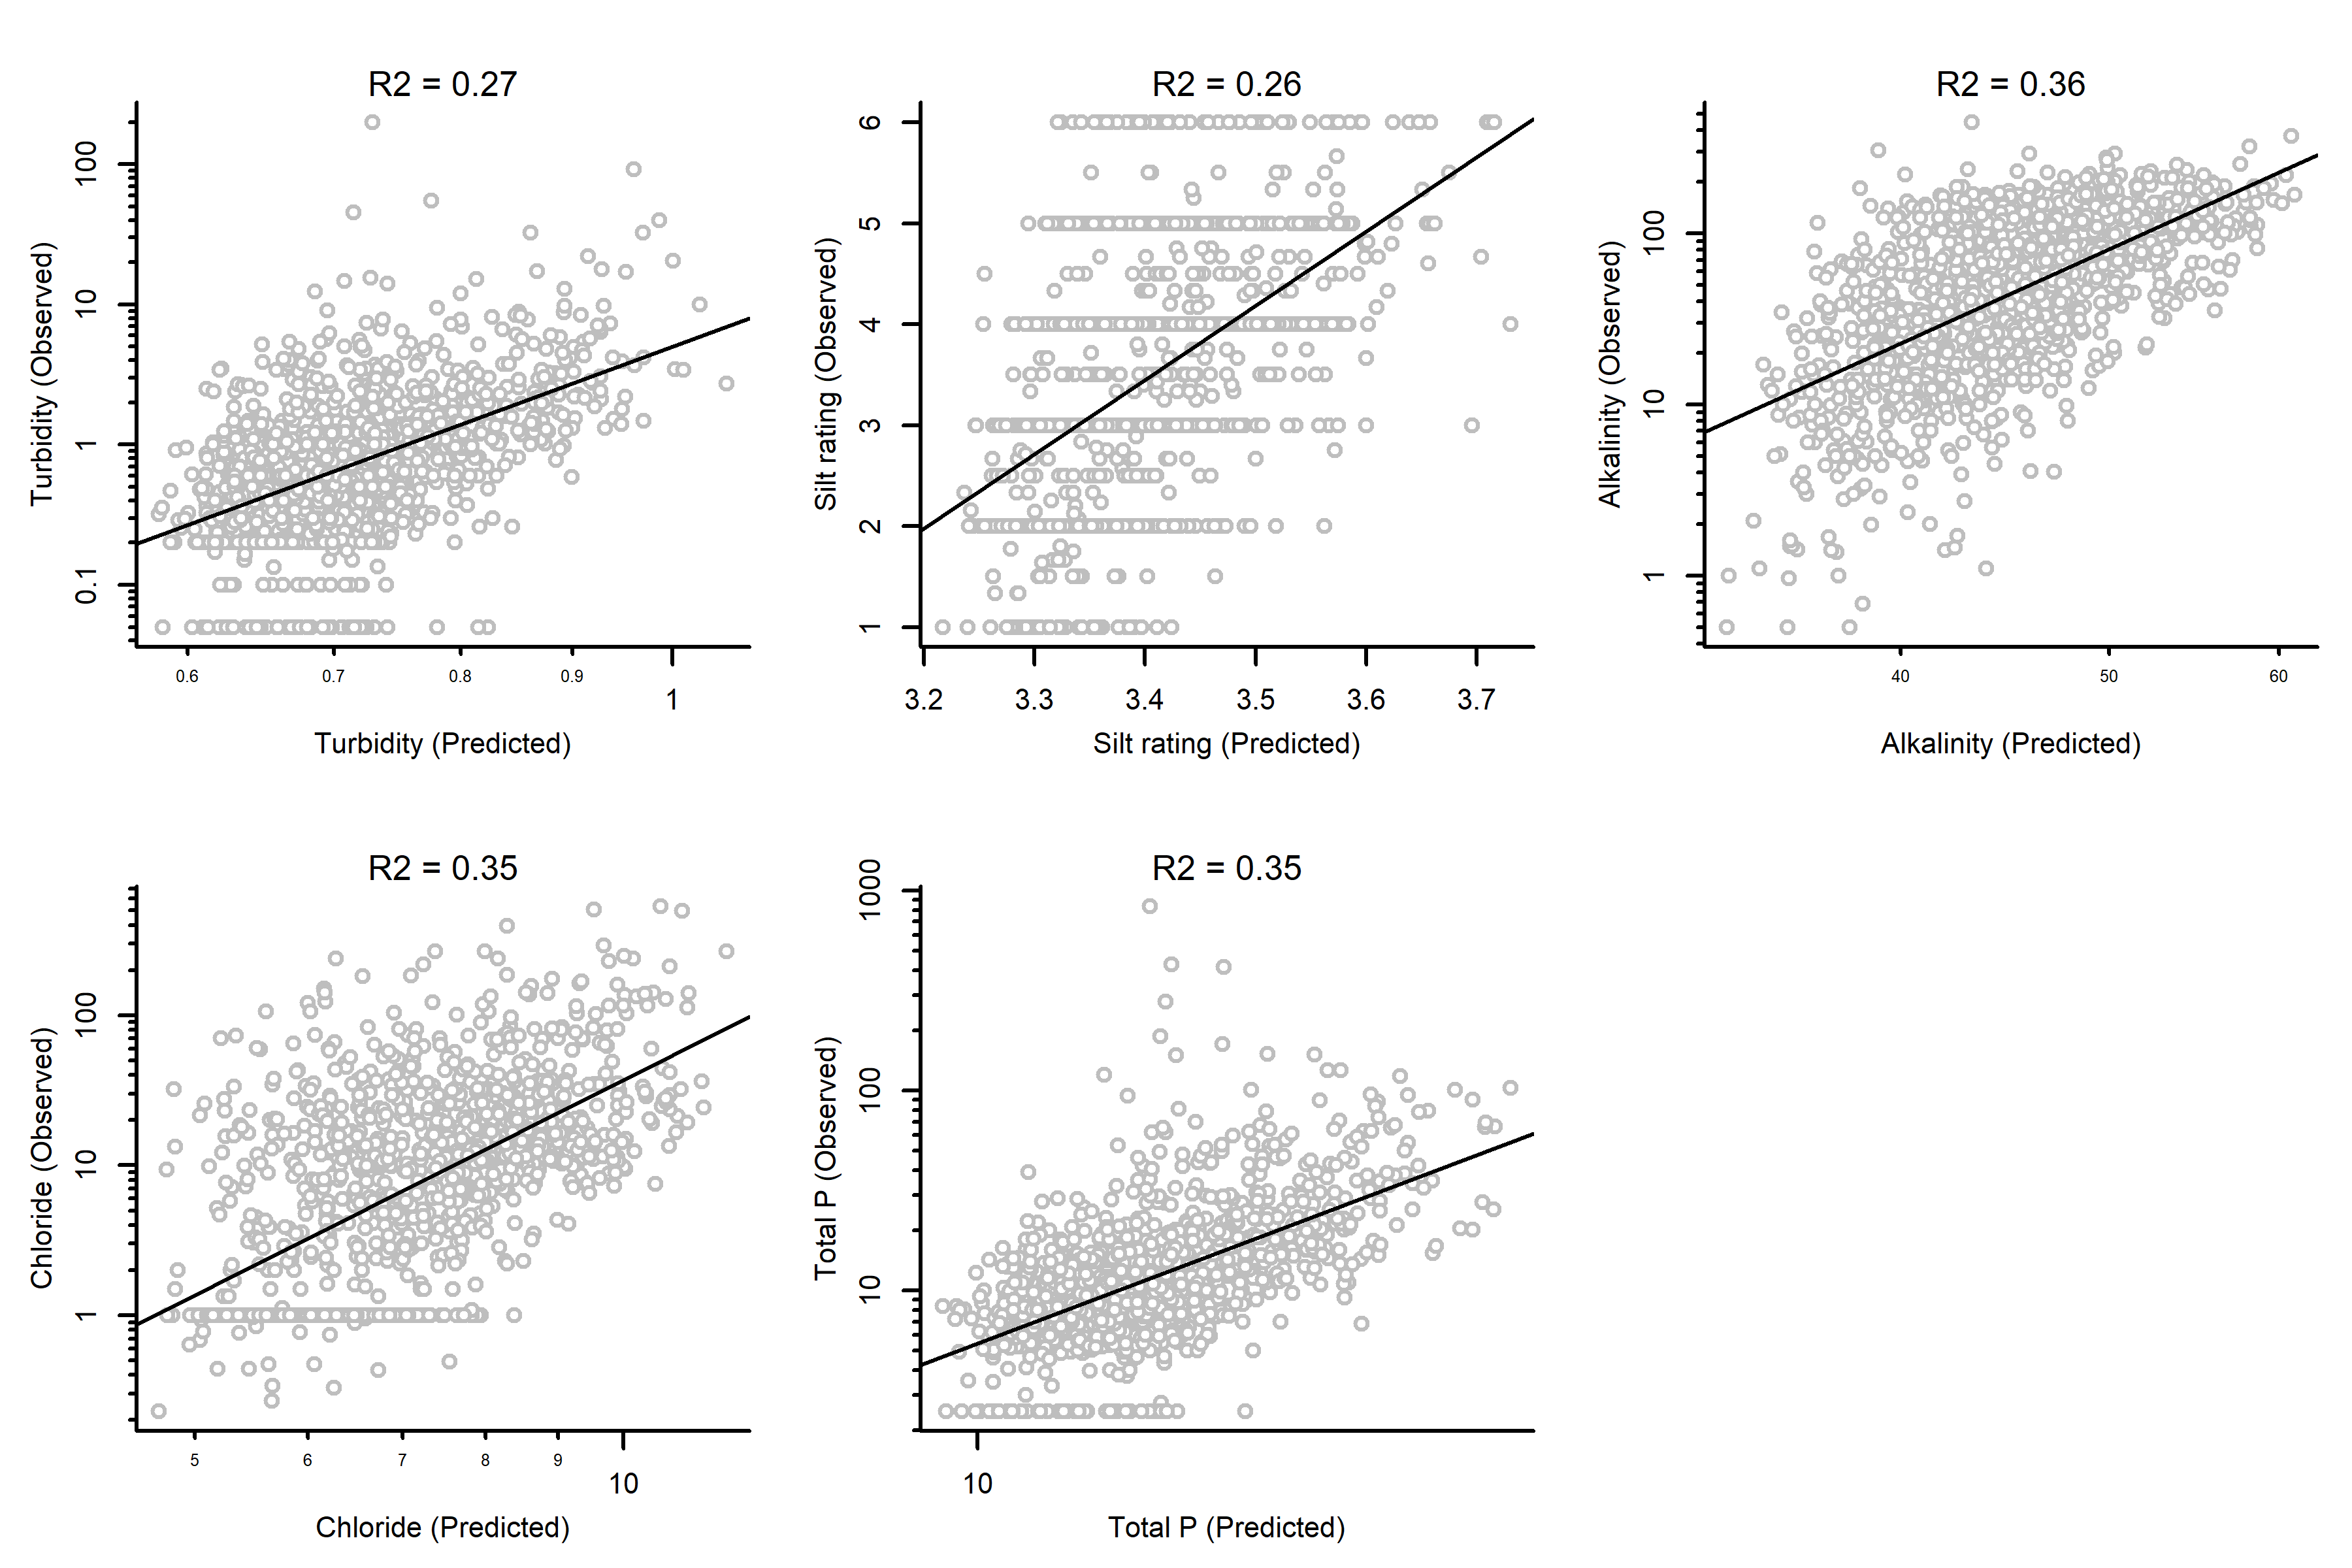 R2 = 0.27
Turbidity (Observed)
100
10
1
0.1
0.6 0.7 0.8 0.9 1
Turbidity (Predicted)
R2 = 0.26
Silt rating (Observed)
6
5
4
3
2
1
3.2 3.3 3.4 3.5 3.6 3.7
Silt rating (Predicted)
R2 = 0.36
Alkalinity (Observed)
100
10
1
40 50 60
Alkalinity (Predicted)
R2 = 0.35
Chloride (Observed)
100
10
1
5 6 7 8 9 10
Chloride (Predicted)
R2 = 0.35
Total P (Observed)
1000
100
10
10
Total P (Predicted)